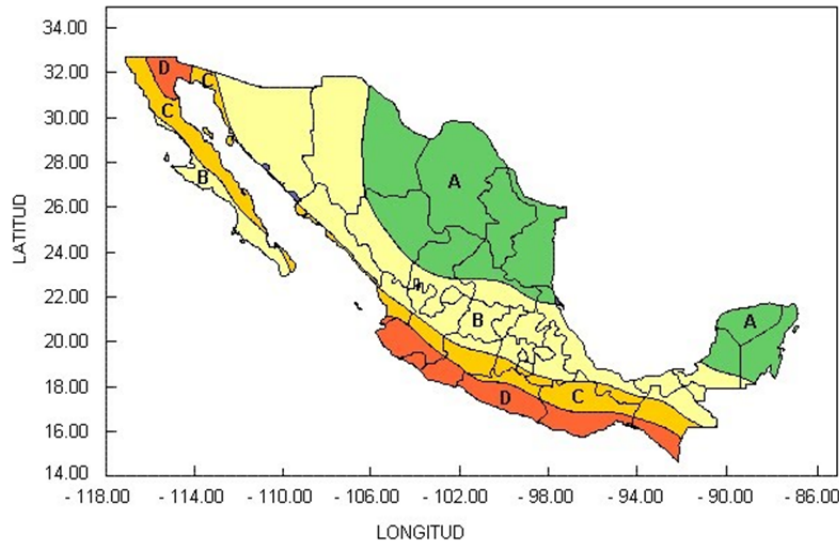 34.00
32.00
30.00
28.00
26.00
24.00
22.00
20.00
18.00
16.00
14.00
LATITUD
D
C
C
B
A
A
B
C
D
- 118.00 - 114.00 - 110.00 - 106.00 - 102.00 - 98.00 - 94.00 - 90.00 - 86.00
LONGITUD